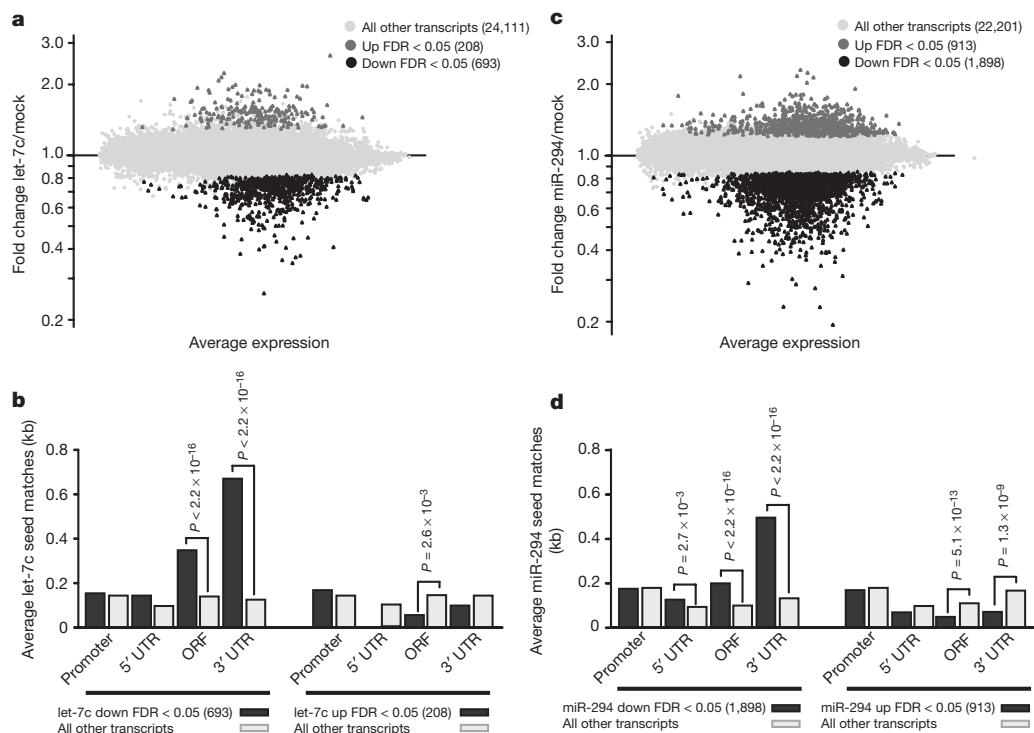 a
All other transcripts (24,111)
Up FDR < 0.05 (208)
Down FDR < 0.05 (693)
3.0
2.0
1.0
0.8
0.6
0.4
0.2
Fold change let-7c/mock
Average expression
c
All other transcripts (22,201)
Up FDR < 0.05 (913)
Down FDR < 0.05 (1,898)
3.0
2.0
1.0
0.8
0.6
0.4
0.2
Fold change miR-294/mock
Average expression
b
Average let-7c seed matches (kb)
0.8
0.6
0.4
0.2
0
P < 2.2 × 10⁻¹⁶
P < 2.2 × 10⁻¹⁶
P = 2.6 × 10⁻³
Promoter
5′ UTR
ORF
3′ UTR
Promoter
5′ UTR
ORF
3′ UTR
let-7c down FDR < 0.05 (693)
All other transcripts
let-7c up FDR < 0.05 (208)
All other transcripts
d
Average miR-294 seed matches
(kb)
0.8
0.6
0.4
0.2
0
P = 2.7 × 10⁻³
P < 2.2 × 10⁻¹⁶
P < 2.2 × 10⁻¹⁶
P = 5.1 × 10⁻¹³
P = 1.3 × 10⁻⁹
Promoter
5′ UTR
ORF
3′ UTR
Promoter
5′ UTR
ORF
3′ UTR
miR-294 down FDR < 0.05 (1,898)
All other transcripts
miR-294 up FDR < 0.05 (913)
All other transcripts